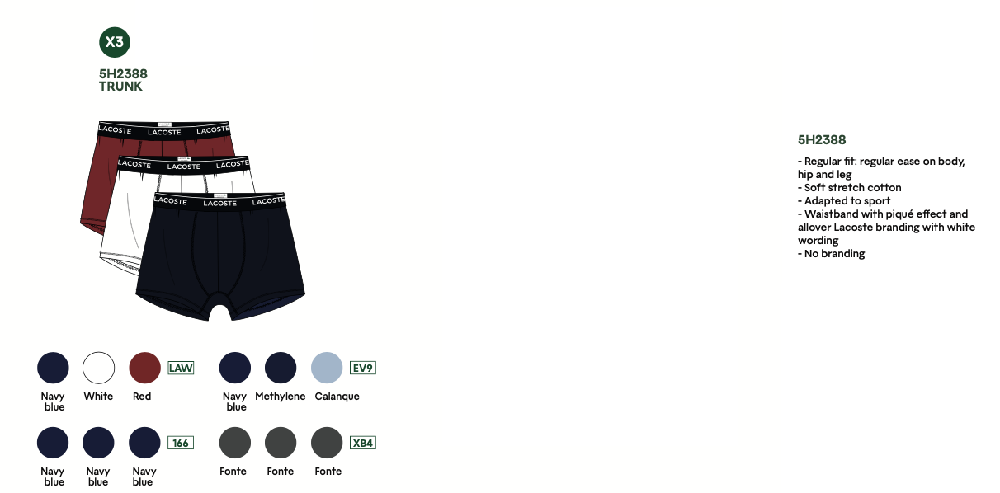 X3
5H2388
TRUNK
LACOSTE LACOSTE LACOSTE
LACOSTE LACOSTE LACOSTE
LACOSTE LACOSTE LACOSTE
5H2388
- Regular fit: regular ease on body,
hip and leg
- Soft stretch cotton
- Adapted to sport
- Waistband with piqué effect and
allover Lacoste branding with white
wording
- No branding
LAW
EV9
Navy
blue
White
Red
Navy
blue
Methylene
Calanque
166
XB4
Navy
blue
Navy
blue
Navy
blue
Fonte
Fonte
Fonte